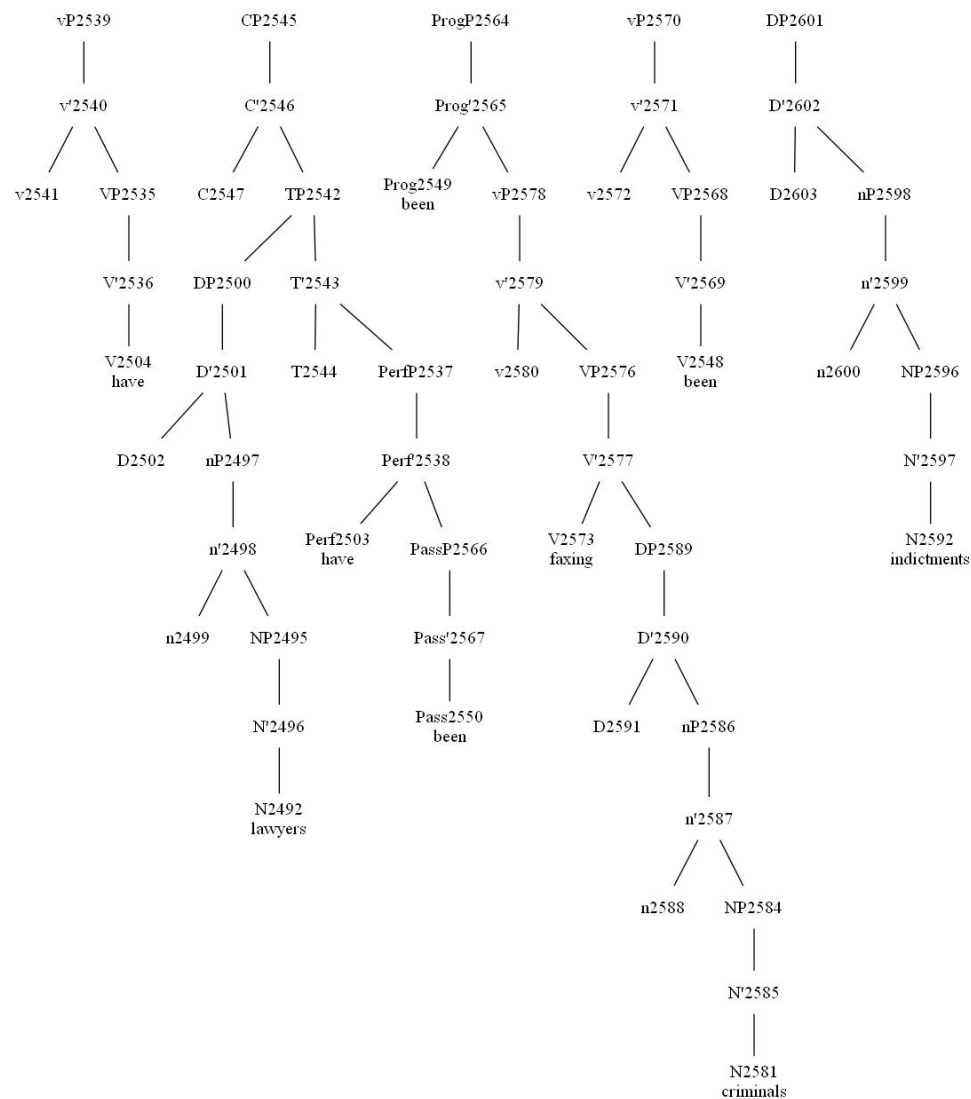 vP2539 CP2545 ProgP2564 vP2570 DP2601
v'2540 C'2546 Prog'2565 v'2571 D'2602
v2541 VP2535 C2547 TP2542 Prog2549 vP2578 v2572 VP2568 D2603 nP2598
been
V'2536 DP2500 T'2543 v'2579 V'2569 n'2599
V2504 D'2501 T2544 PerfP2537 v2580 VP2576 V2548 n2600 NP2596
have been
D2502 nP2497 Perf'2538 V'2577 N'2597
n'2498 Perf2503 PassP2566 V2573 DP2589 N2592
have faxing indictments
n2499 NP2495 Pass'2567 D'2590
N'2496 Pass2550 D2591 nP2586
been
N2492 n'2587
lawyers
n2588 NP2584
N'2585
N2581
criminals